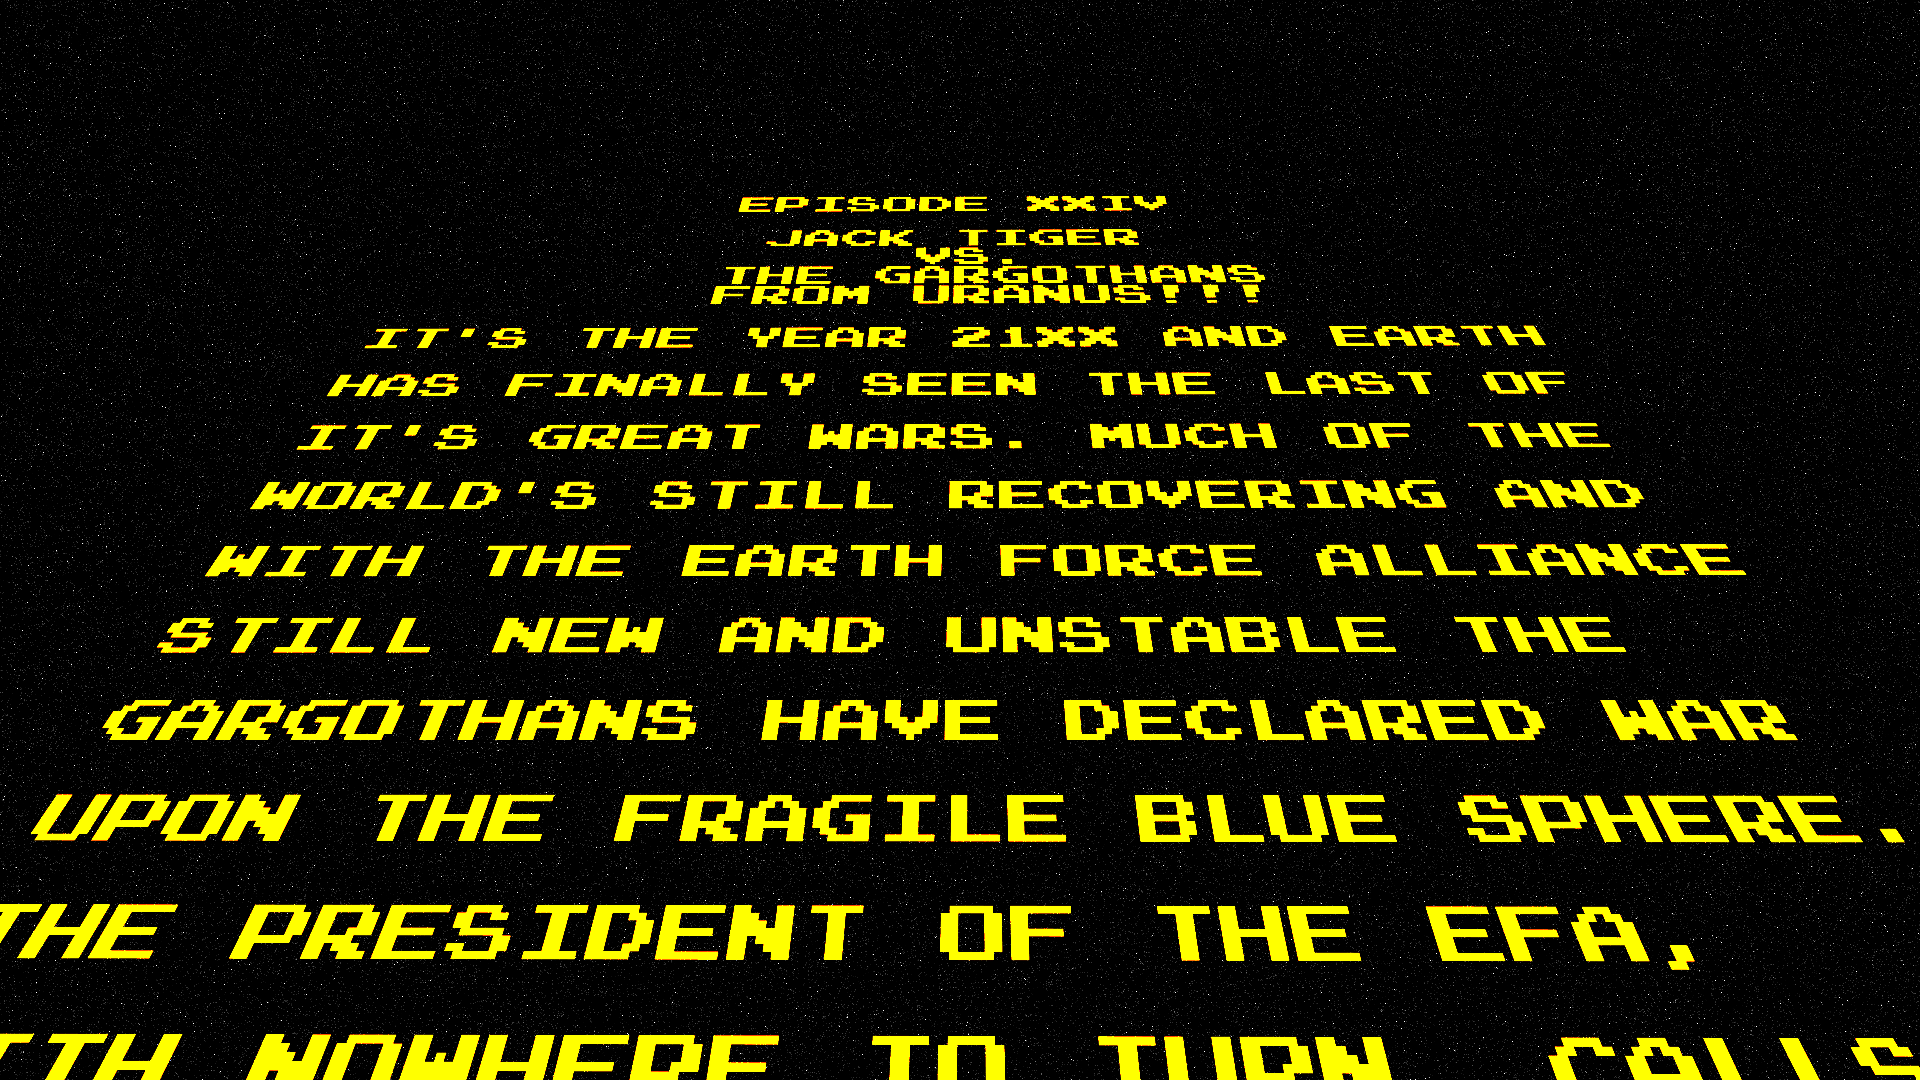 EPISODE XXIV
JACK TIGER
VS.
THE GARGOTHANS
FROM URANUS!!!
IT'S THE YEAR 21XX AND EARTH
HAS FINALLY SEEN THE LAST OF
IT'S GREAT WARS. MUCH OF THE
WORLD'S STILL RECOVERING AND
WITH THE EARTH FORCE ALLIANCE
STILL NEW AND UNSTABLE THE
GARGOTHANS HAVE DECLARED WAR
UPON THE FRAGILE BLUE SPHERE.
THE PRESIDENT OF THE EFA,
WITH NOWHERE TO TURN, CALLS